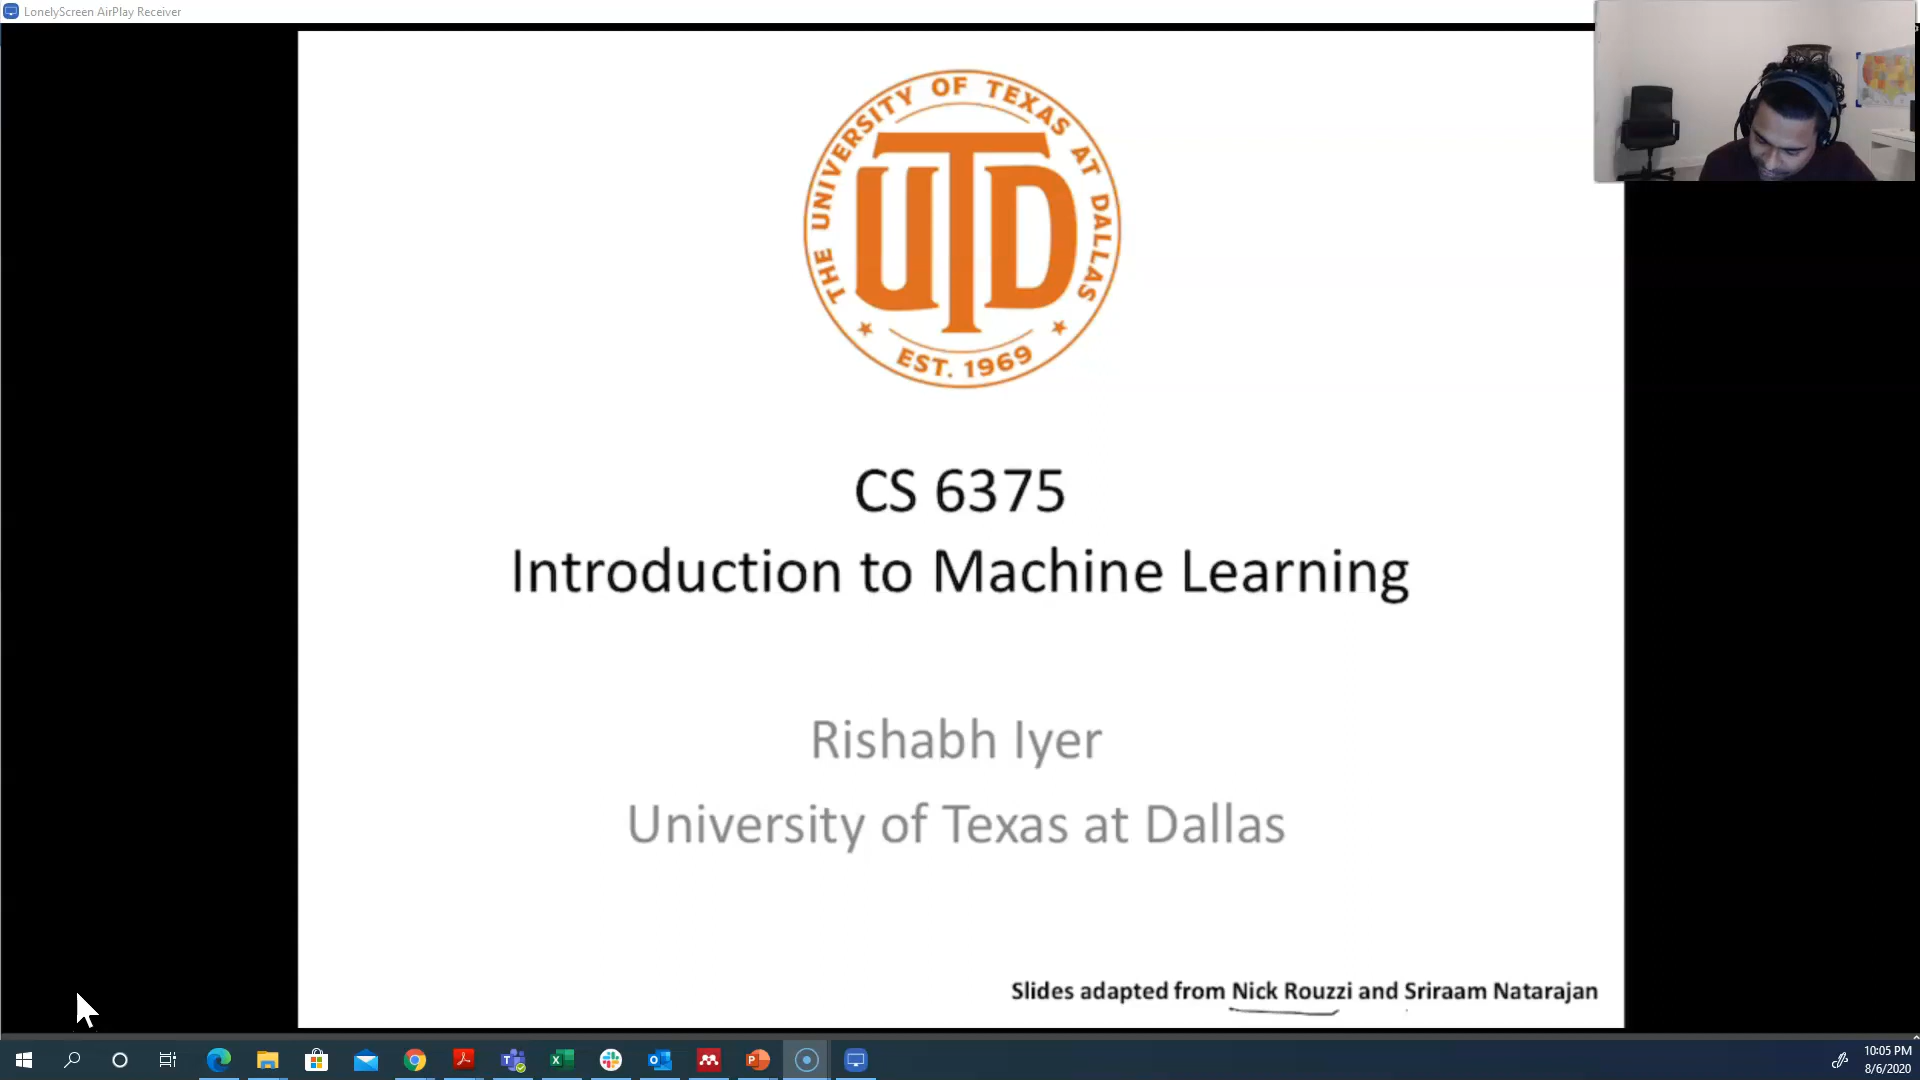 LonelyScreen AirPlay Receiver
THE UNIVERSITY OF TEXAS AT DALLAS
UTD
EST. 1969
CS 6375
Introduction to Machine Learning
Rishabh Iyer
University of Texas at Dallas
Slides adapted from Nick Rouzzi and Sriraam Natarajan
10:05 PM
8/6/2020